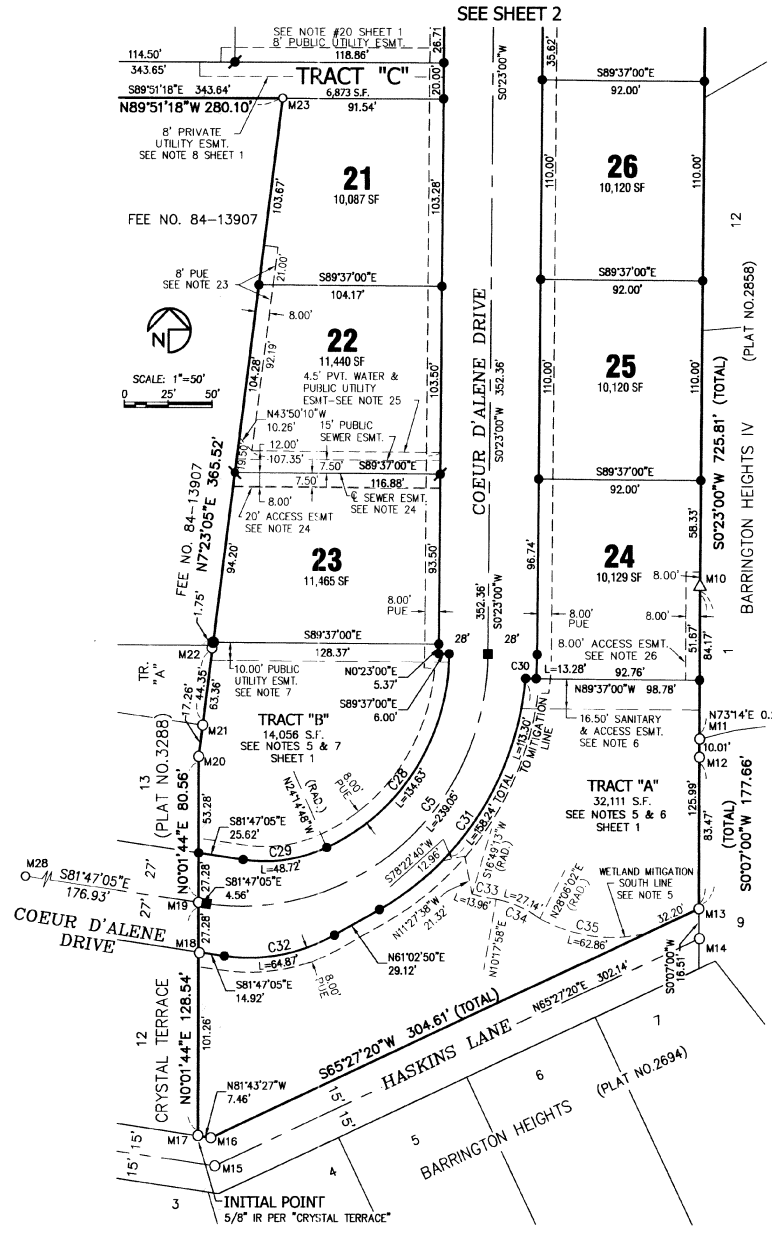 SEE SHEET 2
SEE NOTE #20 SHEET 1
8' PUBLIC UTILITY ESMT.
114.50'
118.86'
343.65'
TRACT "C"
S89°51'18"E 343.64'
6,873 S.F.
N89°51'18"W 280.10'
M23
91.54'
26.7
20.00'
S0°23'00"W
35.62'
S89°37'00"E
92.00'
8' PRIVATE
UTILITY ESMT.
SEE NOTE 8 SHEET 1
21
10,087 SF
103.67'
103.28'
110.00'
26
10,120 SF
110.00'
FEE NO. 84-13907
12
8' PUE
SEE NOTE 23
21.00'
S89°37'00"E
104.17'
S89°37'00"E
92.00'
8.00'
N
SCALE: 1"=50'
0 25' 50'
22
11,440 SF
104.28'
92.19'
103.50'
4.5' PVT. WATER &
PUBLIC UTILITY
ESMT-SEE NOTE 25
COEUR D'ALENE DRIVE
S0°23'00"W 352.36'
110.00'
25
10,120 SF
110.00'
S0°23'00"W 725.81' (TOTAL)
BARRINGTON HEIGHTS IV
(PLAT NO.2858)
N43°50'10"W
10.26'
15' PUBLIC
SEWER ESMT.
19.50'
12.00'
107.35'
7.50'
S89°37'00"E
116.88'
7.50'
8.00'
℄ SEWER ESMT.
SEE NOTE 24
20' ACCESS ESMT
SEE NOTE 24
S89°37'00"E
92.00'
FEE NO. 84-13907
N7°23'05"E 365.52'
94.20'
23
11,465 SF
93.50'
96.74'
24
10,129 SF
58.33'
8.00'
M10
1.75'
8.00'
PUE
352.36'
S0°23'00"W
8.00'
PUE
8.00'
8.00' ACCESS ESMT.
SEE NOTE 26
51.67'
84.17'
1
M22
S89°37'00"E
128.37'
28'
28'
10.00' PUBLIC
UTILITY ESMT.
SEE NOTE 7
N0°23'00"E
5.37'
S89°37'00"E
6.00'
C30
L=13.28'
92.76'
N89°37'00"W 98.78'
TR.
"A"
44.35'
63.36'
17.26'
M21
M20
TRACT "B"
14,056 S.F.
SEE NOTES 5 & 7
SHEET 1
16.50' SANITARY
& ACCESS ESMT.
SEE NOTE 6
N73°14'E 0.
M11
10.01'
M12
L=113.30'
TO MITIGATION
LINE
13
(PLAT NO.3288)
N0°01'44"E 80.56'
53.28'
N24°14'48"W
(RAD.)
8.00'
PUE
C28
L=134.63'
C5
L=239.05'
C31
L=158.24' TOTAL
TRACT "A"
32,111 S.F.
SEE NOTES 5 & 6
SHEET 1
125.99'
83.47'
(TOTAL)
S0°07'00"W 177.66'
S81°47'05"E
25.62'
C29
L=48.72'
S78°22'40"W
12.96'
S16°49'13"W
(RAD.)
M28
S81°47'05"E
176.93'
27'
27'
27.28'
S81°47'05"E
4.56'
M19
27.28'
C33
L=13.96'
L=27.14'
C34
N28°06'02"E
(RAD.)
WETLAND MITIGATION
SOUTH LINE
SEE NOTE 5
C35
L=62.86'
32.20'
M13
9
COEUR D'ALENE
DRIVE
M18
C32
L=64.87'
N11°27'38"W
21.32
N10°17'58"E
(RAD.)
M14
S0°07'00"W
16.51'
S81°47'05"E
14.92'
8.00'
PUE
N61°02'50"E
29.12'
12
CRYSTAL TERRACE
N0°01'44"E 128.54'
101.26'
S65°27'20"W 304.61' (TOTAL)
N65°27'20"E 302.14'
HASKINS LANE
7
N81°43'27"W
7.46'
15'
15'
6
(PLAT NO.2694)
M17
M16
15'
15'
M15
5
BARRINGTON HEIGHTS
4
3
INITIAL POINT
5/8" IR PER "CRYSTAL TERRACE"